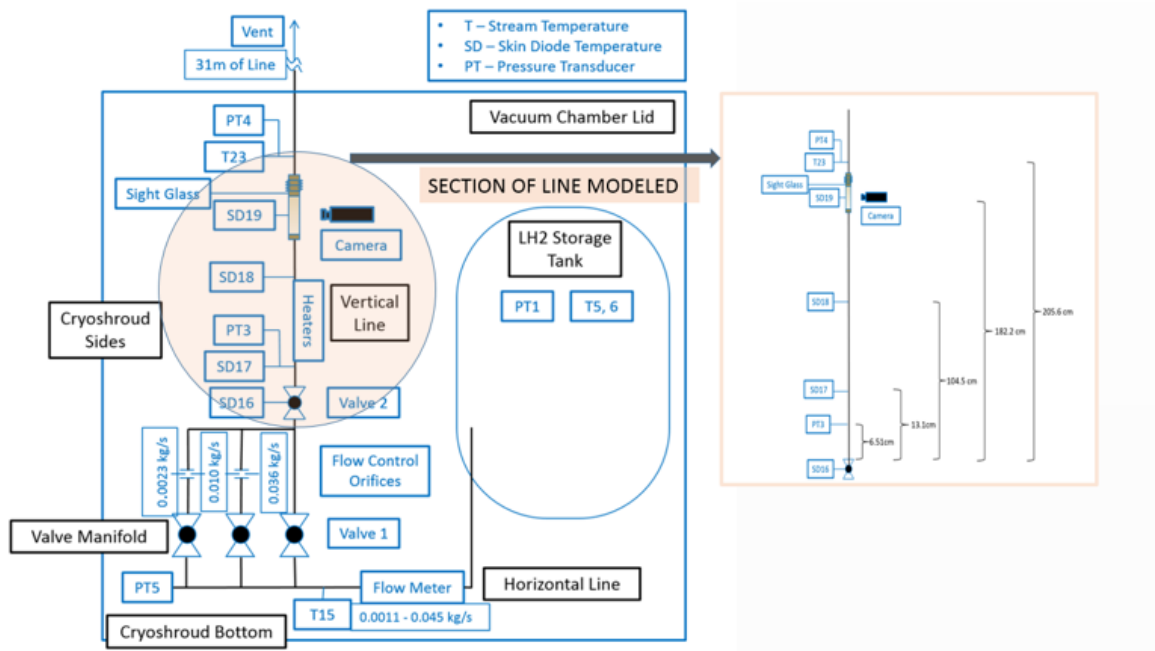 Vent
31m of Line
• T – Stream Temperature
• SD – Skin Diode Temperature
• PT – Pressure Transducer
PT4
T23
Vacuum Chamber Lid
SECTION OF LINE MODELED
Sight Glass
SD19
Camera
LH2 Storage
Tank
SD18
Heaters
Vertical
Line
PT1
T5, 6
Cryoshroud
Sides
PT3
SD17
SD16
Valve 2
0.0023 kg/s
0.010 kg/s
0.036 kg/s
Flow Control
Orifices
Valve Manifold
Valve 1
PT5
Flow Meter
Horizontal Line
T15
0.0011 - 0.045 kg/s
Cryoshroud Bottom
PT4
T23
Sight Glass
SD19
Camera
SD18
205.6 cm
182.2 cm
104.5 cm
SD17
PT3
13.1cm
6.51cm
SD16